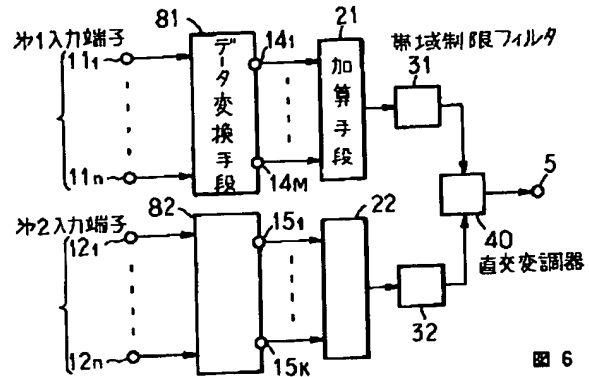 81
21
帯域制限フィルタ
31
才1入力端子
11₁
11n
データ変換手段
14₁
14M
加算手段
5
82
22
才2入力端子
12₁
12n
15₁
15K
40
直交変調器
32
図 6